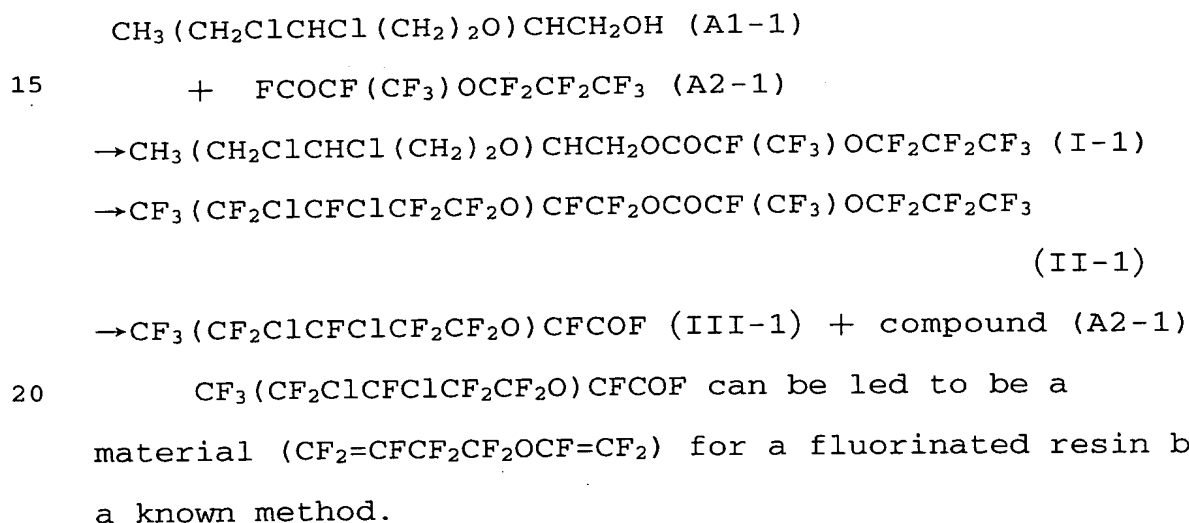 CH₃(CH₂ClCHCl(CH₂)₂O)CHCH₂OH (A1-1)
15 + FCOCF(CF₃)OCF₂CF₂CF₃ (A2-1)
→CH₃(CH₂ClCHCl(CH₂)₂O)CHCH₂OCOCF(CF₃)OCF₂CF₂CF₃ (I-1)
→CF₃(CF₂ClCFClCF₂CF₂O)CFCF₂OCOCF(CF₃)OCF₂CF₂CF₃
(II-1)
→CF₃(CF₂ClCFClCF₂CF₂O)CFCOF (III-1) + compound (A2-1)
20 CF₃(CF₂ClCFClCF₂CF₂O)CFCOF can be led to be a
material (CF₂=CFCF₂CF₂OCF=CF₂) for a fluorinated resin b
a known method.